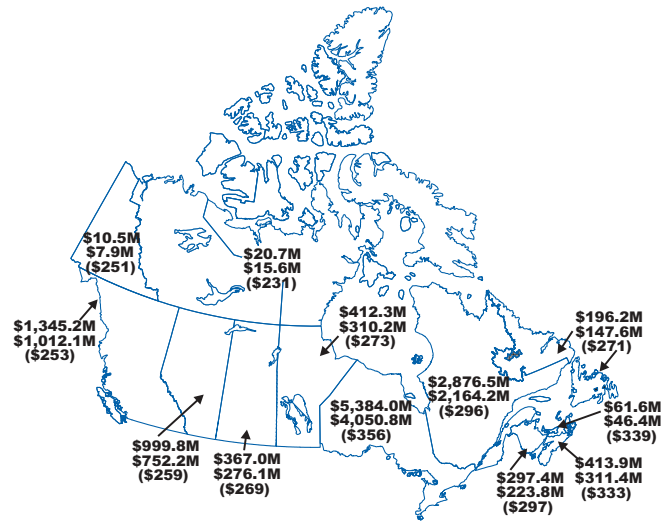 $10.5M
$7.9M
($251)
$20.7M
$15.6M
($231)
$412.3M
$310.2M
($273)
$196.2M
$147.6M
($271)
$1,345.2M
$1,012.1M
($253)
$2,876.5M
$2,164.2M
($296)
$5,384.0M
$4,050.8M
($356)
$61.6M
$46.4M
($339)
$999.8M
$752.2M
($259)
$367.0M
$276.1M
($269)
$297.4M
$223.8M
($297)
$413.9M
$311.4M
($333)